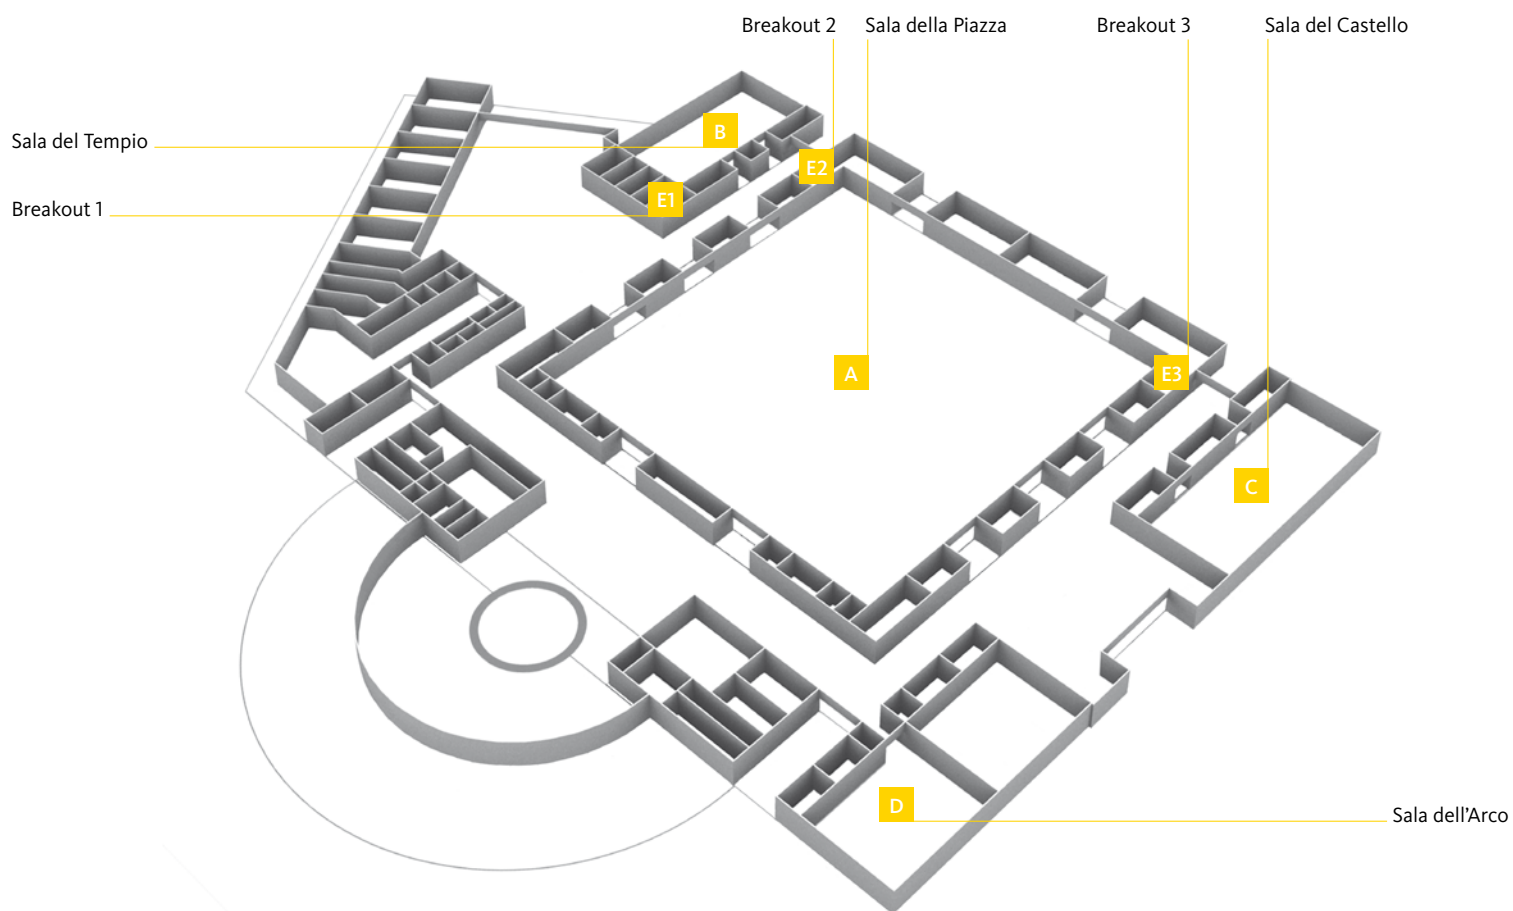 Breakout 2
Sala della Piazza
Breakout 3
Sala del Castello
B
Sala del Tempio
E2
E1
Breakout 1
A
E3
C
D
Sala dell'Arco